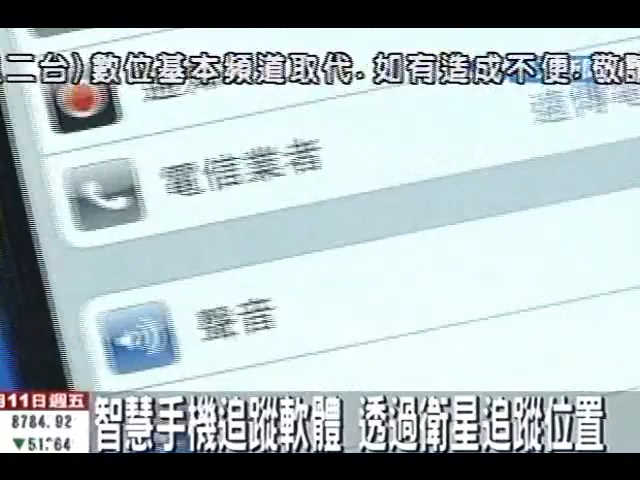 二台)數位基本頻道取代.如有造成不便.敬
電信業者
聲音
月11日週五
8784.92
智慧手機追蹤軟體 透過衛星追蹤位置